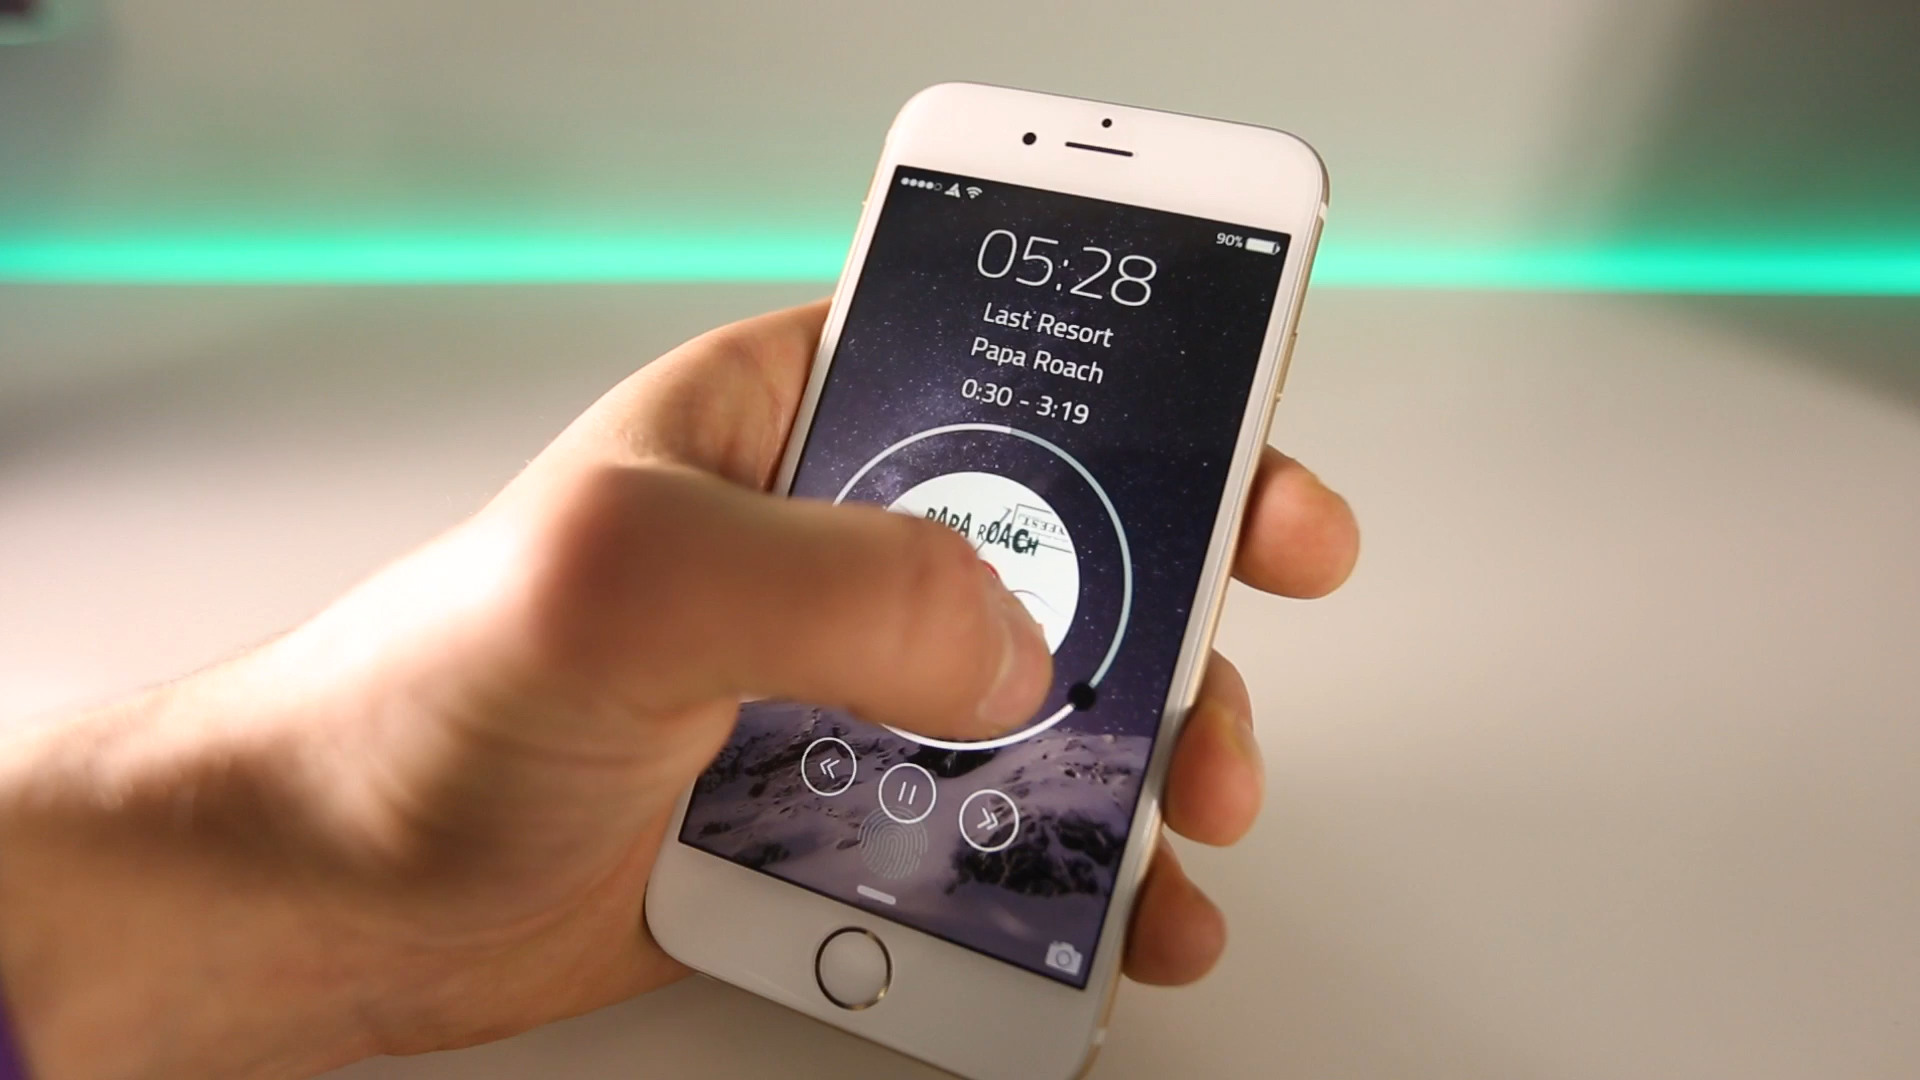 90%
05:28
Last Resort
Papa Roach
0:30 - 3:19
PAPA ROACH